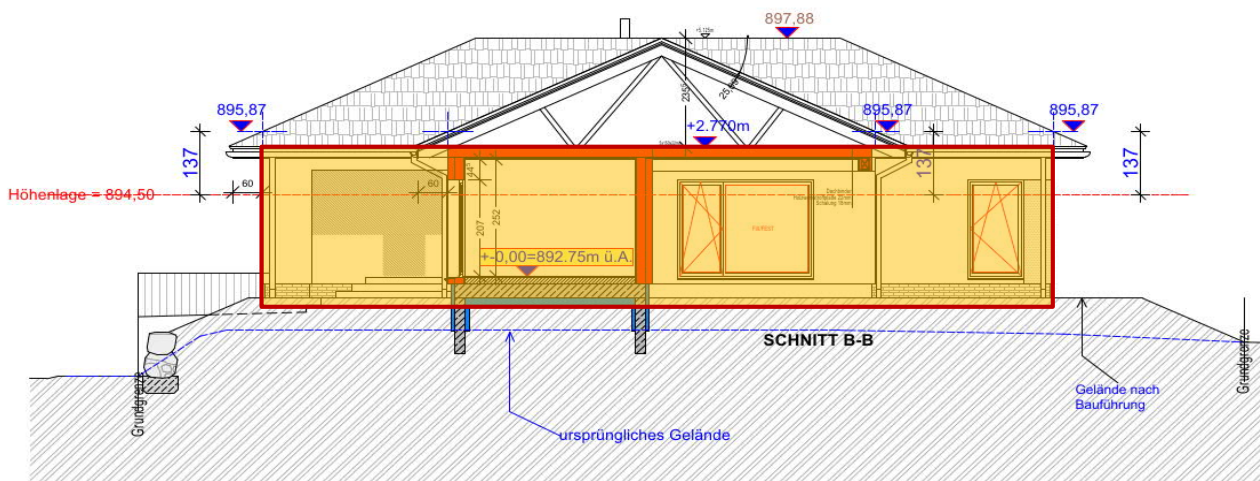 897,88
895,87
895,87
895,87
+2.770m
137
137
137
Höhenlage = 894,50
60
60
207
252
+-0,00=892.75m ü.A.
SCHNITT B-B
Grundgrenze
Grundgrenze
Gelände nach
Bauführung
ursprüngliches Gelände